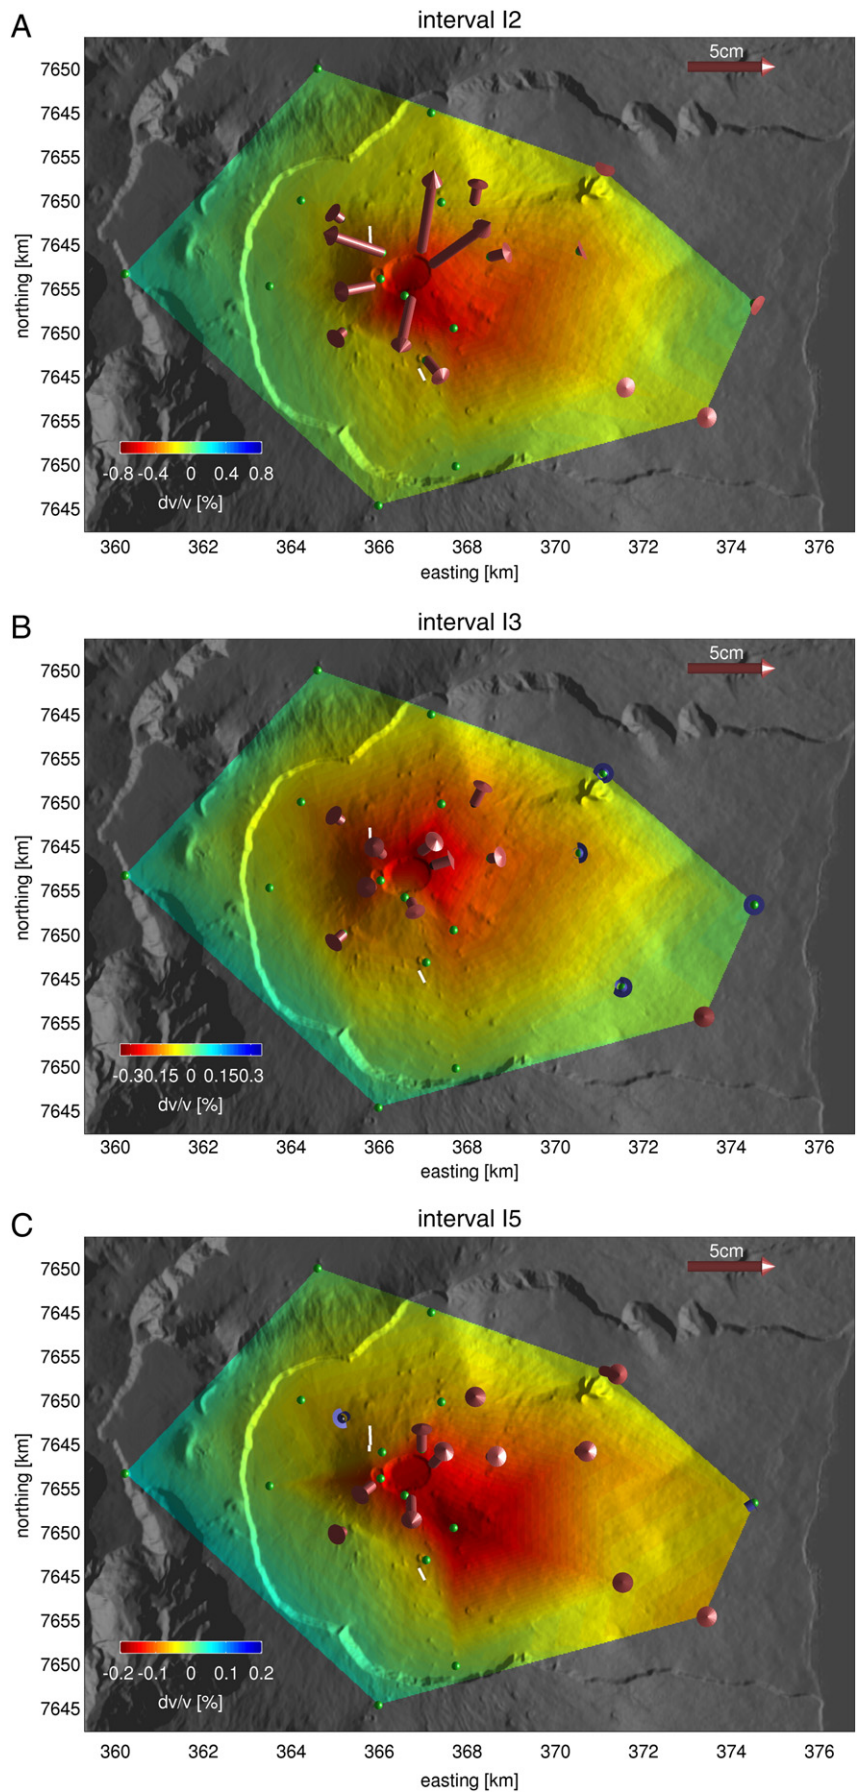 A
interval I2
5cm
7650
7645
7655
7650
7645
7655
7650
7645
7655
7650
7645
northing [km]
-0.8 -0.4 0 0.4 0.8
dv/v [%]
360 362 364 366 368 370 372 374 376
easting [km]
B
interval I3
5cm
7650
7645
7655
7650
7645
7655
7650
7645
7655
7650
7645
northing [km]
-0.30.15 0 0.150.3
dv/v [%]
360 362 364 366 368 370 372 374 376
easting [km]
C
interval I5
5cm
7650
7645
7655
7650
7645
7655
7650
7645
7655
7650
7645
northing [km]
-0.2 -0.1 0 0.1 0.2
dv/v [%]
360 362 364 366 368 370 372 374 376
easting [km]